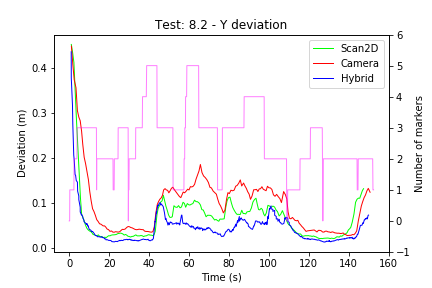 Test: 8.2 - Y deviation
Scan2D
Camera
Hybrid
Deviation (m)
0.4
0.3
0.2
0.1
0.0
6
5
4
3
2
1
0
−1
Number of markers
0 20 40 60 80 100 120 140 160
Time (s)